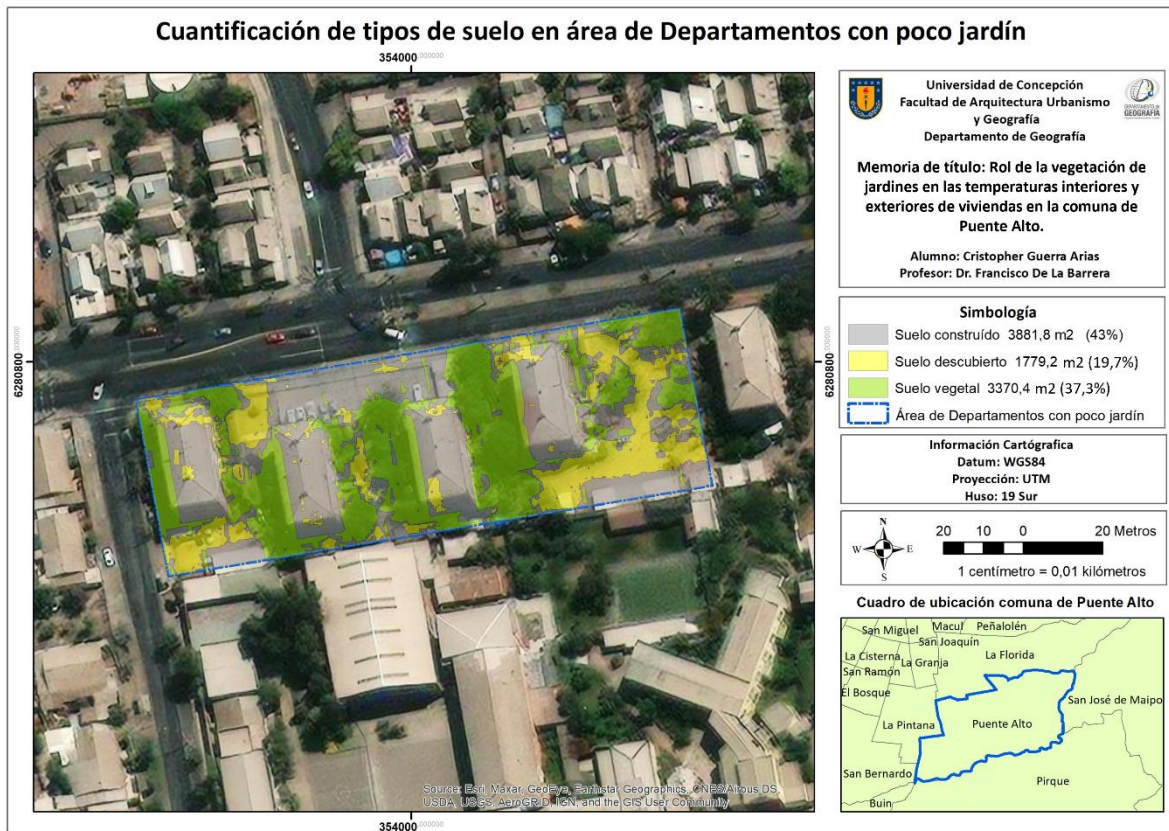 Cuantificación de tipos de suelo en área de Departamentos con poco jardín
354000,000000
6280800,000000
6280800,000000
354000,000000
Source: Esri, Maxar, GeoEye, Earthstar Geographics, CNES/Airbus DS,
USDA, USGS, AeroGRID, IGN, and the GIS User Community
Universidad de Concepción
Facultad de Arquitectura Urbanismo
y Geografía
Departamento de Geografía
DEPARTAMENTO DE
GEOGRAFÍA
Memoria de título: Rol de la vegetación de
jardines en las temperaturas interiores y
exteriores de viviendas en la comuna de
Puente Alto.
Alumno: Cristopher Guerra Arias
Profesor: Dr. Francisco De La Barrera
Simbología
Suelo construído 3881,8 m2 (43%)
Suelo descubierto 1779,2 m2 (19,7%)
Suelo vegetal 3370,4 m2 (37,3%)
Área de Departamentos con poco jardín
Información Cartógrafica
Datum: WGS84
Proyección: UTM
Huso: 19 Sur
N
W E
S
20 10 0 20 Metros
1 centímetro = 0,01 kilómetros
Cuadro de ubicación comuna de Puente Alto
San Miguel
Macul
Peñalolén
San Joaquín
La Cisterna
La Granja
La Florida
San Ramón
El Bosque
San José de Maipo
La Pintana
Puente Alto
San Bernardo
Pirque
Buin